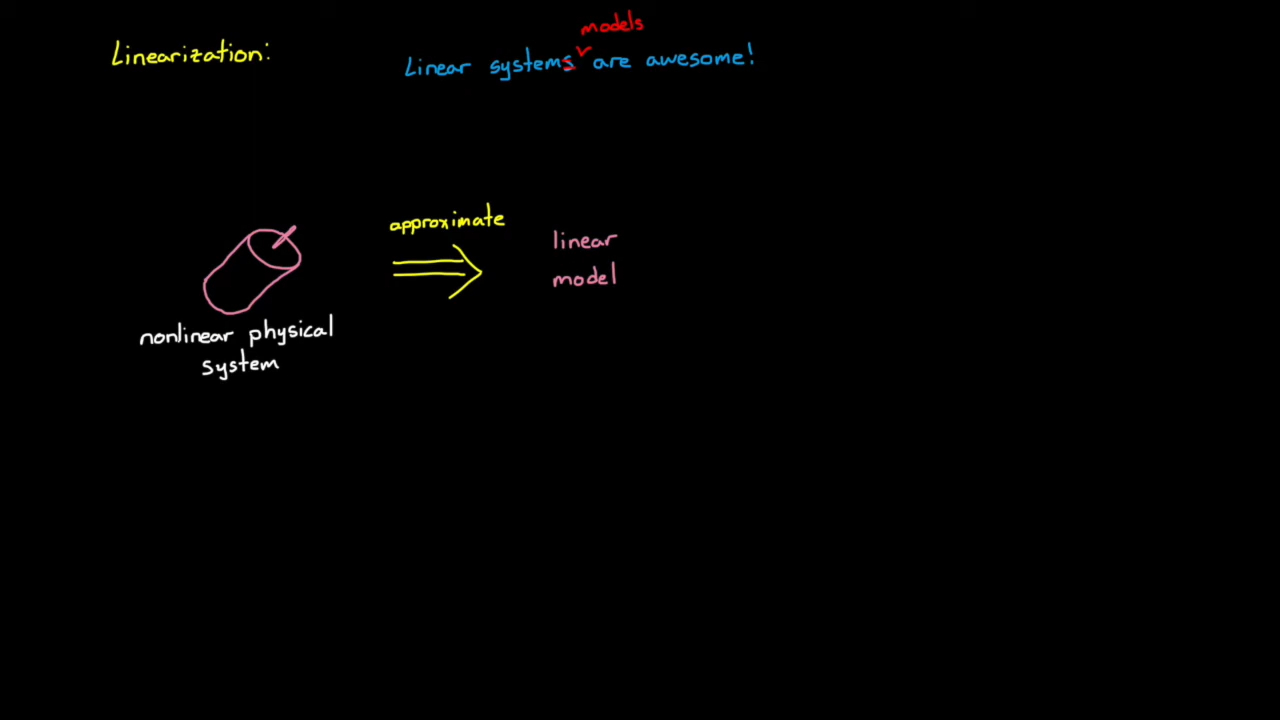 Linearization:
models
Linear systems are awesome!
approximate
linear
model
nonlinear physical
system